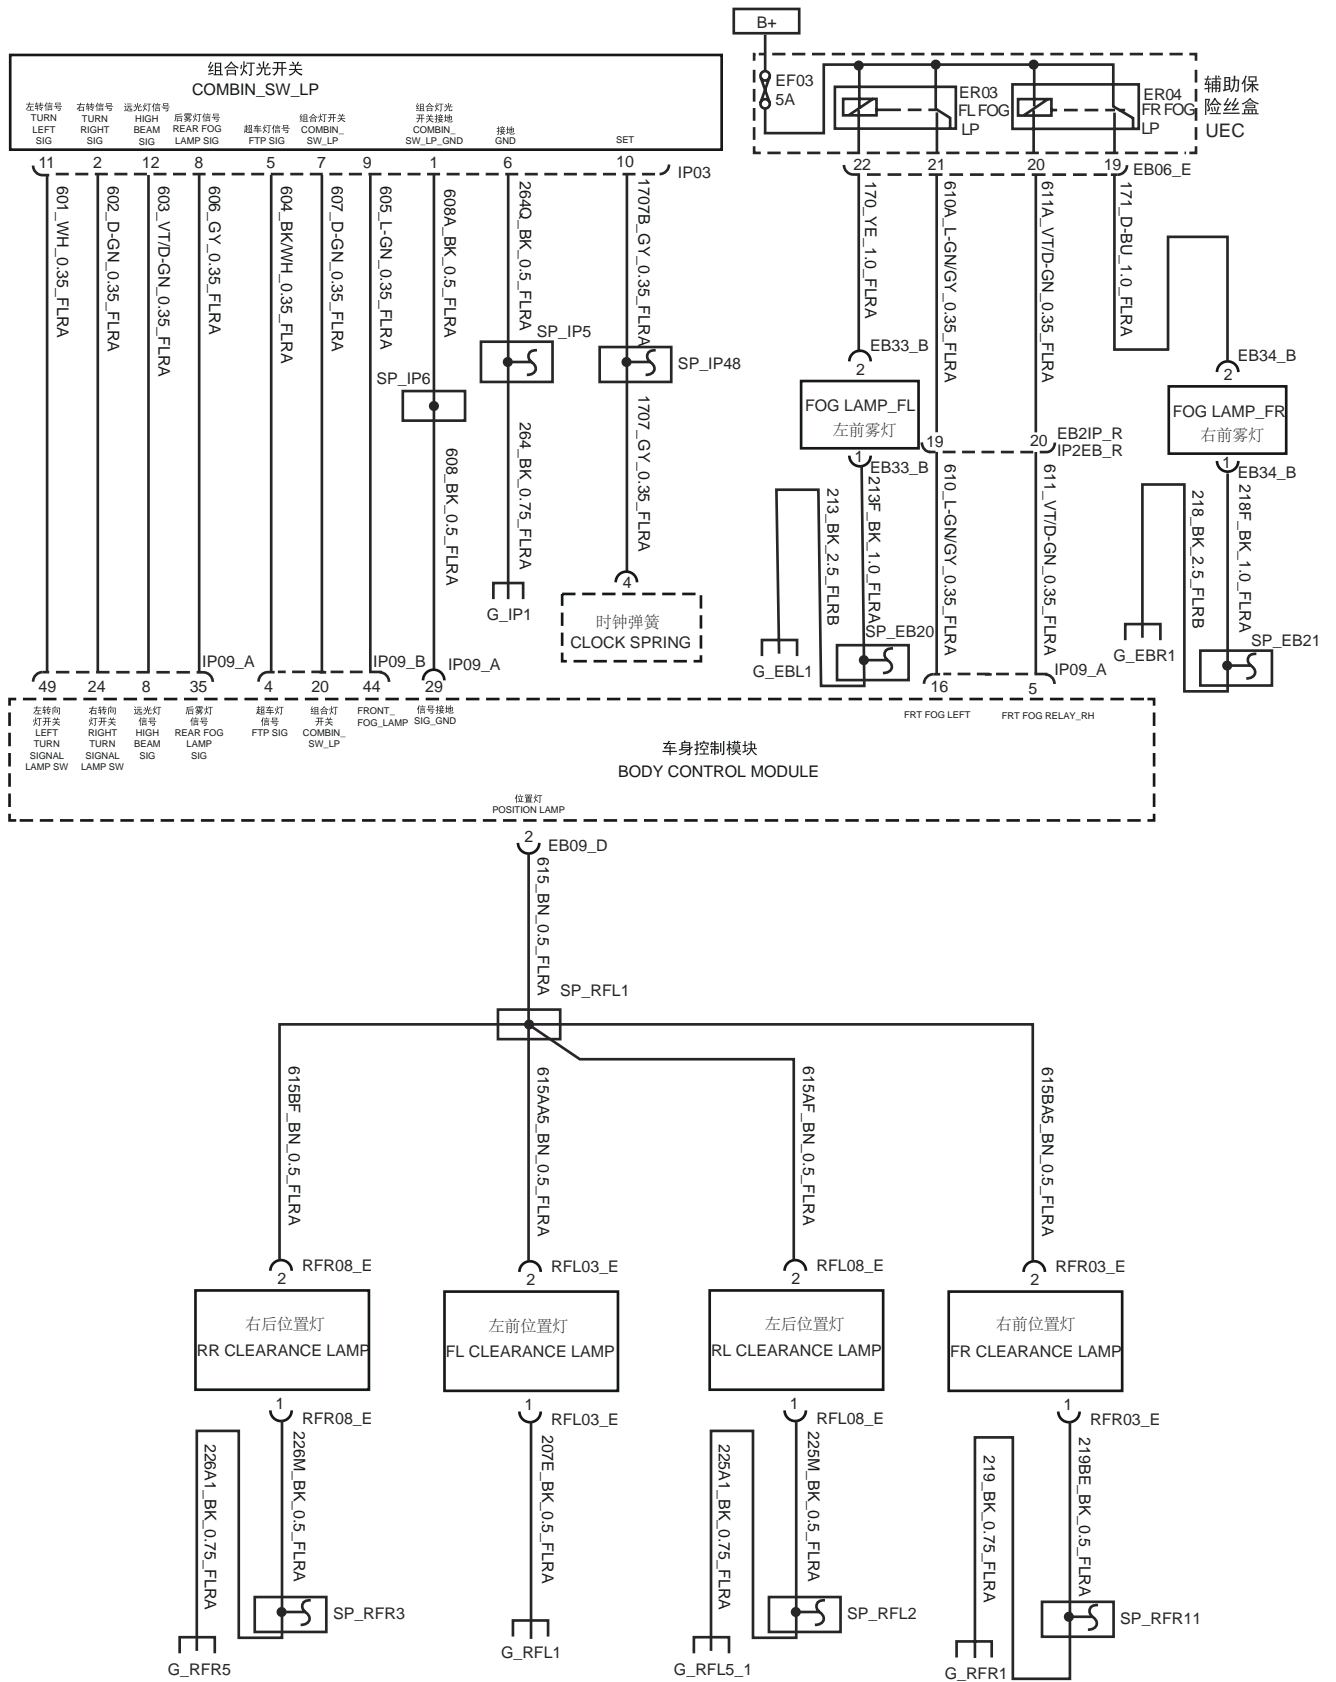 B+
组合灯光开关
COMBIN_SW_LP
左转信号
TURN
LEFT
SIG
右转信号
TURN
RIGHT
SIG
远光灯信号
HIGH
BEAM
SIG
后雾灯信号
REAR FOG
LAMP SIG
超车灯信号
FTP SIG
组合灯开关
COMBIN_
SW_LP
组合灯光
开关接地
COMBIN_
SW_LP_GND
接地
GND
SET
EF03
5A
ER03
FL FOG
LP
ER04
FR FOG
LP
辅助保
险丝盒
UEC
11
2
12
8
5
7
9
1
6
10
IP03
22
21
20
19
EB06_E
601_WH_0.35_FLRA
602_D-GN_0.35_FLRA
603_VT/D-GN_0.35_FLRA
606_GY_0.35_FLRA
604_BK/WH_0.35_FLRA
607_D-GN_0.35_FLRA
605_L-GN_0.35_FLRA
608A_BK_0.5_FLRA
264Q_BK_0.5_FLRA
1707B_GY_0.35_FLRA
170_YE_1.0_FLRA
610A_L-GN/GY_0.35_FLRA
611A_VT/D-GN_0.35_FLRA
171_D-BU_1.0_FLRA
SP_IP5
SP_IP48
SP_IP6
EB33_B
2
EB34_B
2
FOG LAMP_FL
左前雾灯
FOG LAMP_FR
右前雾灯
608_BK_0.5_FLRA
264_BK_0.75_FLRA
1707_GY_0.35_FLRA
19
20
EB2IP_R
IP2EB_R
1
EB33_B
1
EB34_B
213_BK_2.5_FLRB
213F_BK_1.0_FLRA
610_L-GN/GY_0.35_FLRA
611_VT/D-GN_0.35_FLRA
218_BK_2.5_FLRB
218F_BK_1.0_FLRA
4
时钟弹簧
CLOCK SPRING
G_IP1
SP_EB20
G_EBL1
G_EBR1
SP_EB21
IP09_A
IP09_B
IP09_A
IP09_A
49
24
8
35
4
20
44
29
16
5
左转向
灯开关
LEFT
TURN
SIGNAL
LAMP SW
右转向
灯开关
RIGHT
TURN
SIGNAL
LAMP SW
远光灯
信号
HIGH
BEAM
SIG
后雾灯
信号
REAR FOG
LAMP
SIG
超车灯
信号
FTP SIG
组合灯
开关
COMBIN_
SW_LP
FRONT_
FOG_LAMP
信号接地
SIG_GND
FRT FOG LEFT
FRT FOG RELAY_RH
车身控制模块
BODY CONTROL MODULE
位置灯
POSITION LAMP
2
EB09_D
615_BN_0.5_FLRA
SP_RFL1
615BF_BN_0.5_FLRA
615AA5_BN_0.5_FLRA
615AF_BN_0.5_FLRA
615BA5_BN_0.5_FLRA
RFR08_E
2
RFL03_E
2
RFL08_E
2
RFR03_E
2
右后位置灯
RR CLEARANCE LAMP
左前位置灯
FL CLEARANCE LAMP
左后位置灯
RL CLEARANCE LAMP
右前位置灯
FR CLEARANCE LAMP
1
RFR08_E
1
RFL03_E
1
RFL08_E
1
RFR03_E
226A1_BK_0.75_FLRA
226M_BK_0.5_FLRA
207E_BK_0.5_FLRA
225A1_BK_0.75_FLRA
225M_BK_0.5_FLRA
219_BK_0.75_FLRA
219BE_BK_0.5_FLRA
SP_RFR3
SP_RFL2
SP_RFR11
G_RFR5
G_RFL1
G_RFL5_1
G_RFR1